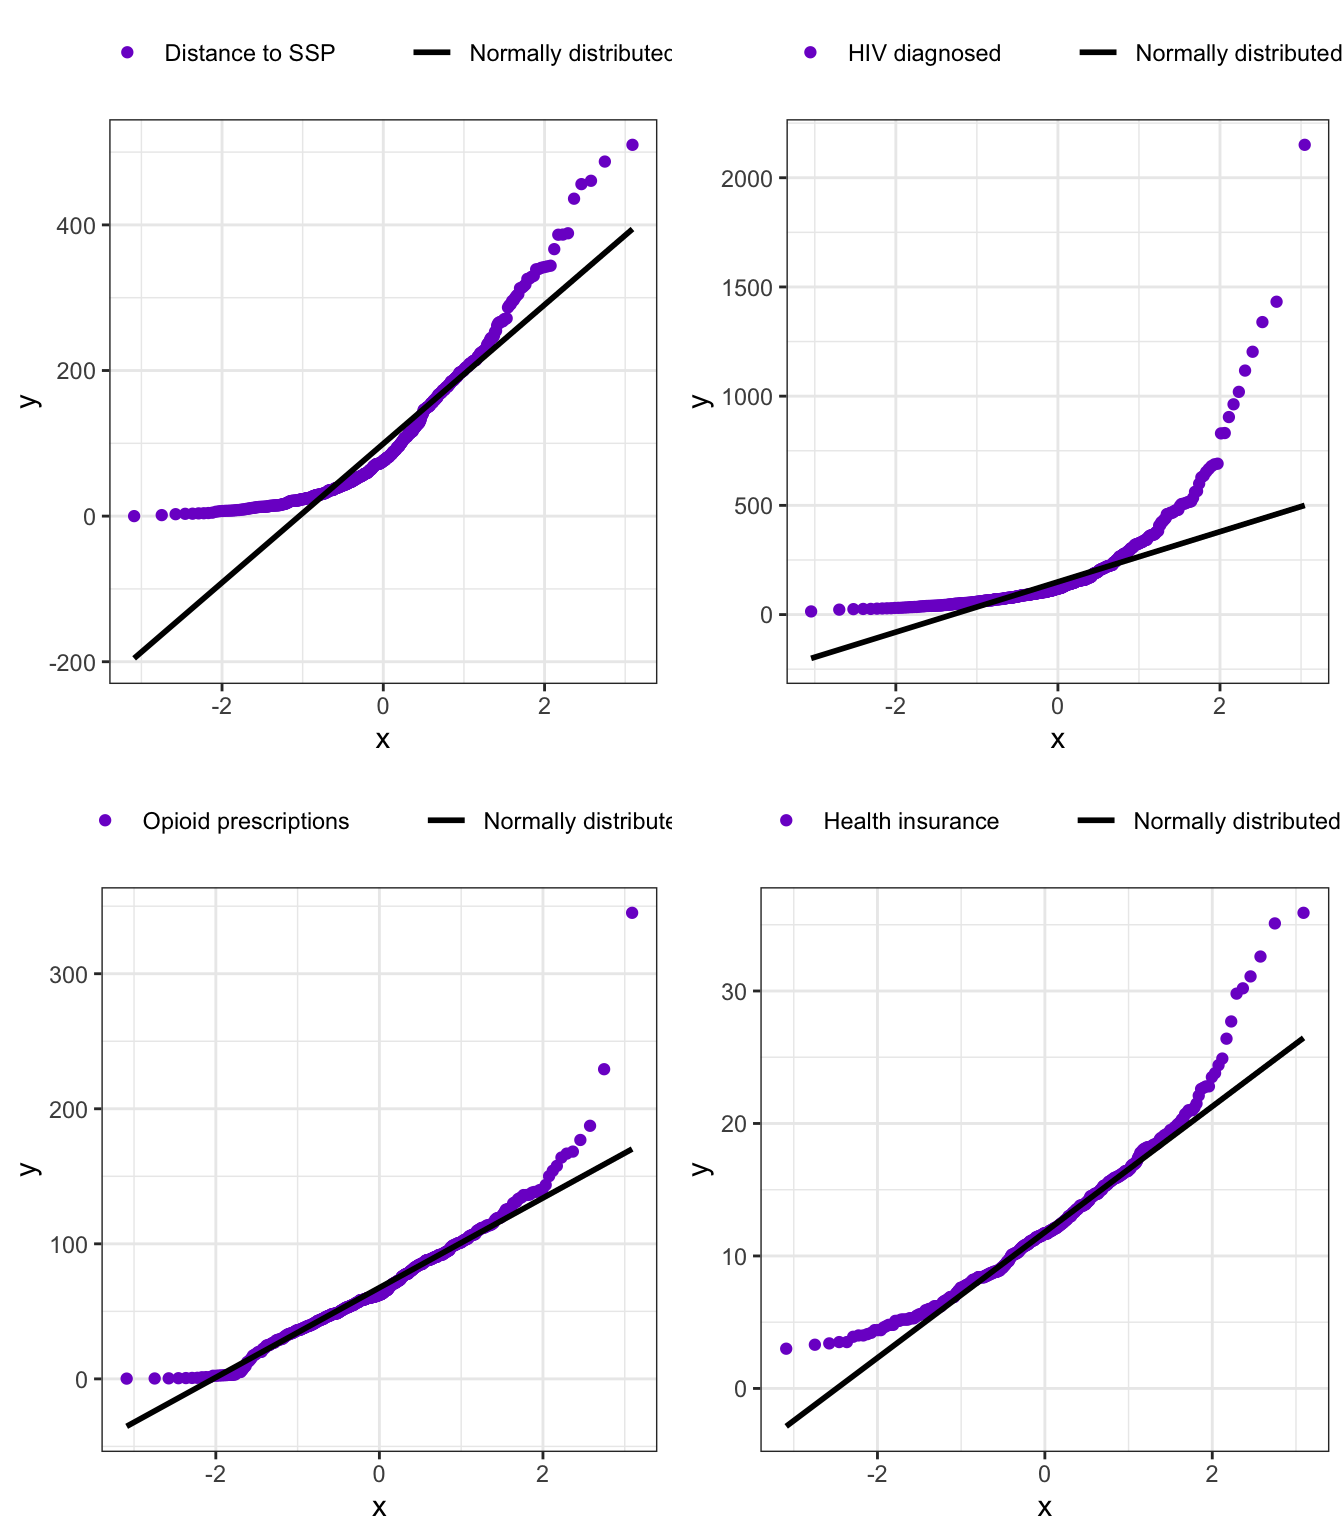 Distance to SSP Normally distributed
HIV diagnosed Normally distributed
400
200
0
-200
y
-2 0 2
x
2000
1500
1000
500
0
y
-2 0 2
x
Opioid prescriptions Normally distribute
Health insurance Normally distributed
300
200
100
0
y
-2 0 2
x
30
20
10
0
y
-2 0 2
x